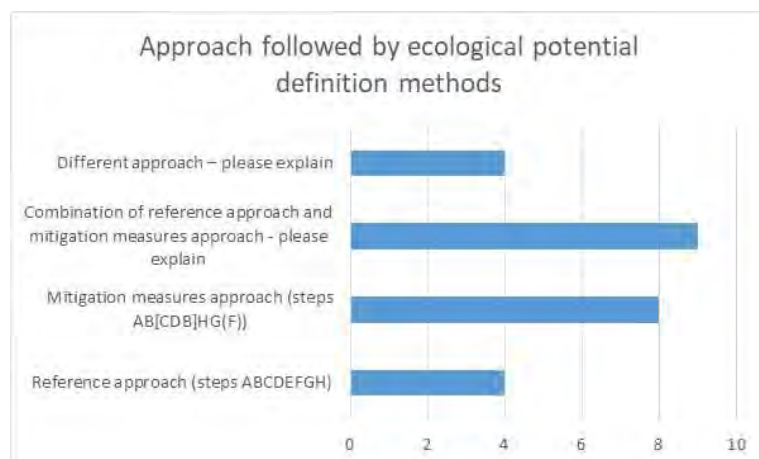 Approach followed by ecological potential
definition methods
Different approach – please explain
Combination of reference approach and
mitigation measures approach - please
explain
Mitigation measures approach (steps
AB[CDB]HG(F))
Reference approach (steps ABCDEFGH)
0 2 4 6 8 10